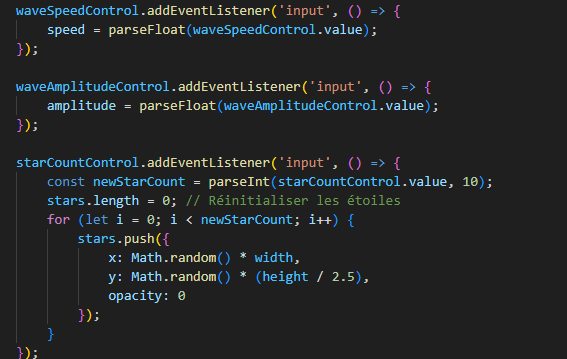 waveSpeedControl.addEventListener('input', () => {
    speed = parseFloat(waveSpeedControl.value);
});

waveAmplitudeControl.addEventListener('input', () => {
    amplitude = parseFloat(waveAmplitudeControl.value);
});

starCountControl.addEventListener('input', () => {
    const newStarCount = parseInt(starCountControl.value, 10);
    stars.length = 0; // Réinitialiser les étoiles
    for (let i = 0; i < newStarCount; i++) {
        stars.push({
            x: Math.random() * width,
            y: Math.random() * (height / 2.5),
            opacity: 0
        });
    }
});